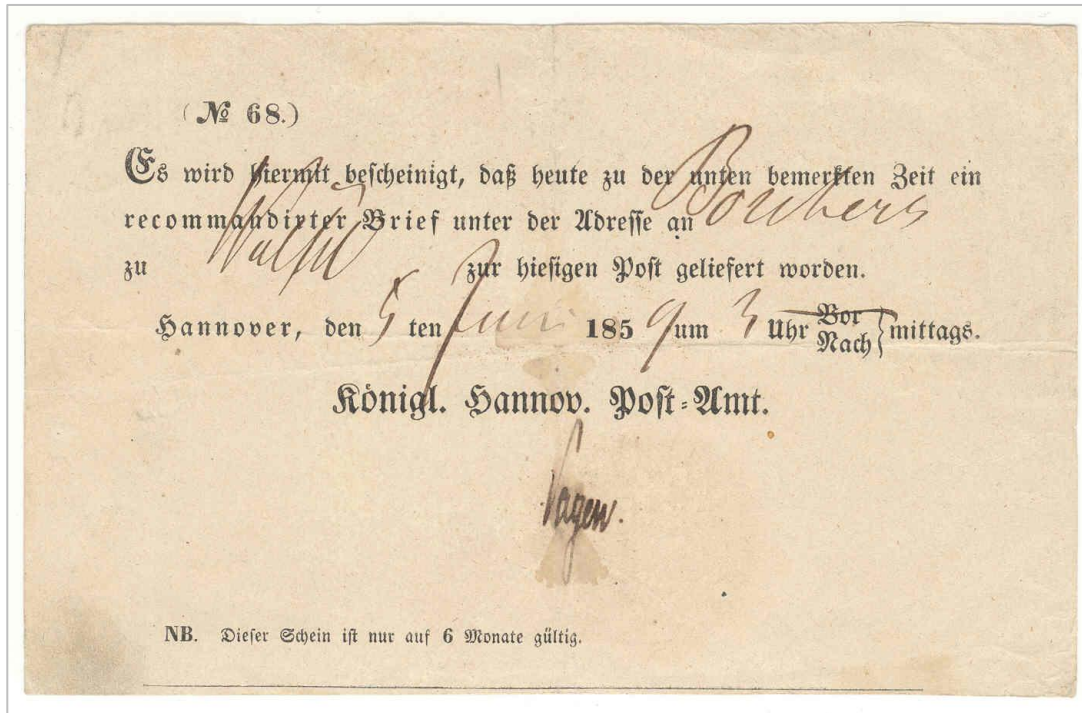 (№ 68.)
Es wird hiermit bescheinigt, daß heute zu der unten bemerkten Zeit ein
recommandirter Brief unter der Adresse an Borchers
zu zur hiesigen Post geliefert worden.
Hannover, den 5 ten Juni 1859 um 3 Uhr Vor Nach } mittags.
Königl. Hannov. Post-Amt.
NB. Dieser Schein ist nur auf 6 Monate gültig.